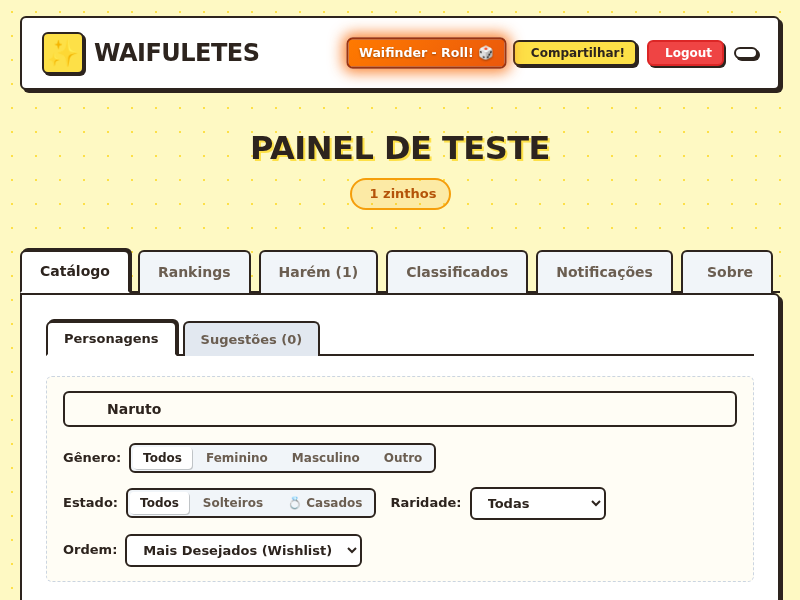 WAIFULETES
Waifinder - Roll! 🎲
Compartilhar!
Logout
PAINEL DE TESTE
1 zinthos
Catálogo
Rankings
Harém (1)
Classificados
Notificações
Sobre
Personagens
Sugestões (0)
Naruto
Gênero: Todos Feminino Masculino Outro
Estado: Todos Solteiros 💍 Casados Raridade: Todas
Ordem: Mais Desejados (Wishlist)